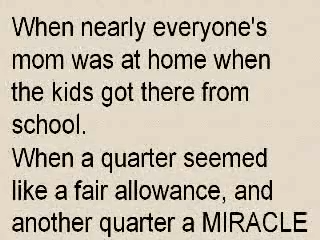 When nearly everyone's
mom was at home when
the kids got there from
school.
When a quarter seemed
like a fair allowance, and
another quarter a MIRACLE